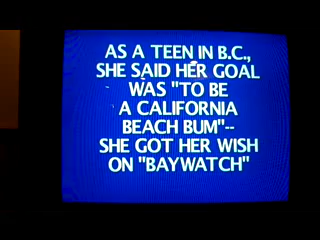 AS A TEEN IN B.C.,
SHE SAID HER GOAL
WAS "TO BE
A CALIFORNIA
BEACH BUM"--
SHE GOT HER WISH
ON "BAYWATCH"